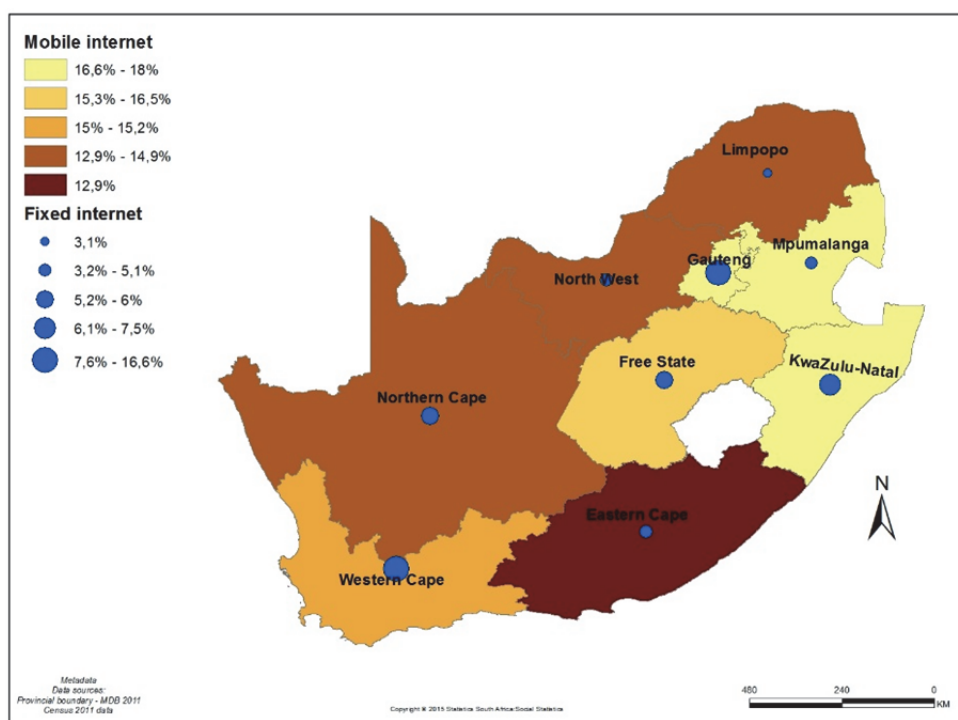 Mobile internet
16,6% - 18%
15,3% - 16,5%
15% - 15,2%
12,9% - 14,9%
12,9%
Fixed internet
3,1%
3,2% - 5,1%
5,2% - 6%
6,1% - 7,5%
7,6% - 16,6%
Limpopo
Mpumalanga
Gauteng
North West
Free State
KwaZulu-Natal
Northern Cape
Eastern Cape
Western Cape
N
Metadata
Data sources:
Provincial boundary - MDB 2011
Census 2011 data
Copyright © 2015 Statistics South Africa:Social Statistics
480 240 0
KM